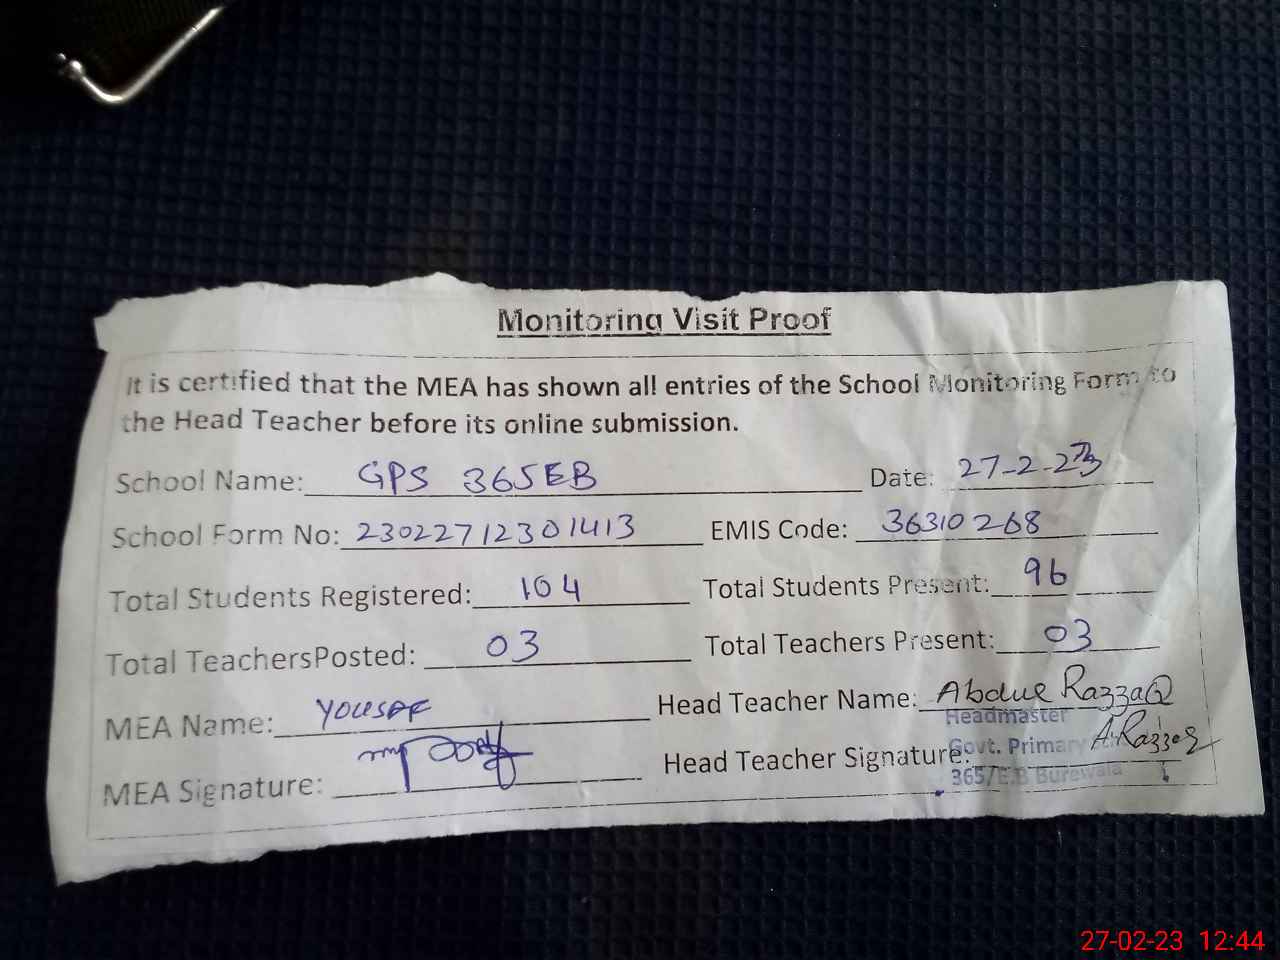 Monitoring Visit Proof
It is certified that the MEA has shown all entries of the School Monitoring Form to
the Head Teacher before its online submission.
School Name: GPS 365EB Date: 27-2-23
School Form No: 2302271230 1413 EMIS Code: 36310268
Total Students Registered: 104 Total Students Present: 96
Total TeachersPosted: 03 Total Teachers Present: 03
MEA Name: YOUSAF Head Teacher Name: Abdul RazzaQ
Headmaster
MEA Signature: Head Teacher Signature: A.Razzaq
Govt. Primary
365/E.B Burewala
27-02-23 12:44